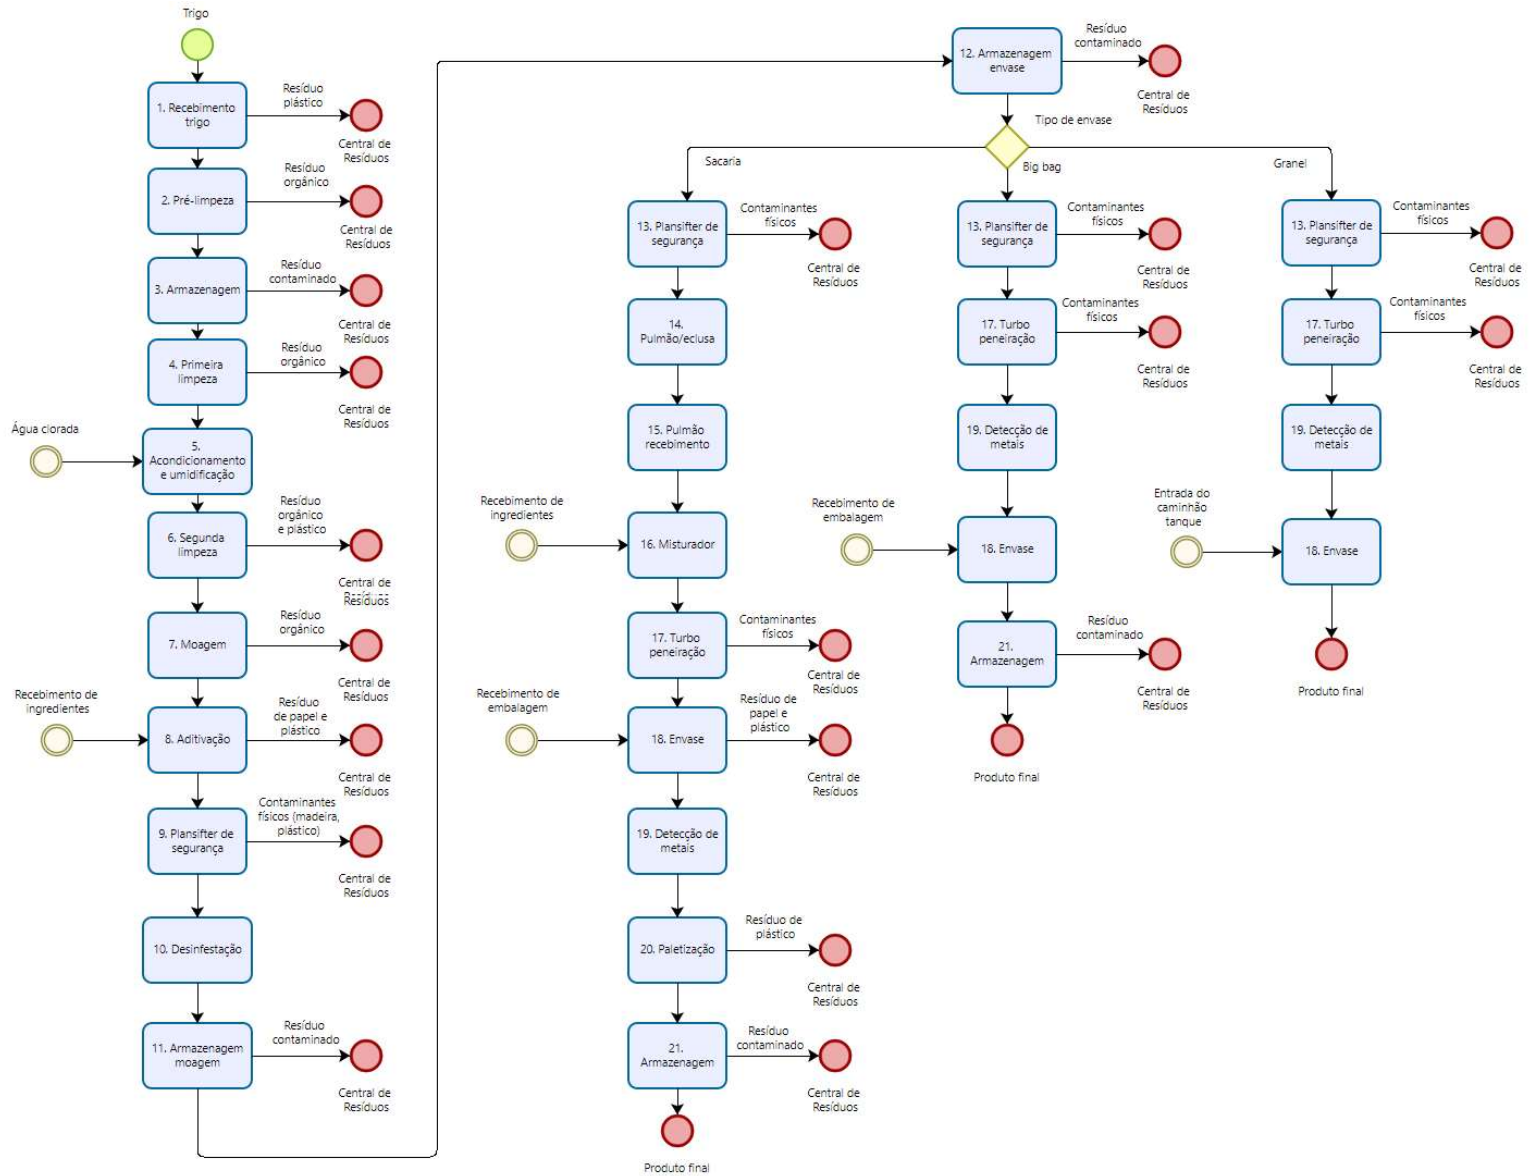 Trigo
1. Recebimento
trigo
Resíduo
plástico
Central de
Resíduos
2. Pré-limpeza
Resíduo
orgânico
Central de
Resíduos
3. Armazenagem
Resíduo
contaminado
Central de
Resíduos
4. Primeira
limpeza
Resíduo
orgânico
Central de
Resíduos
Água clorada
5.
Acondicionamento
e umidificação
6. Segunda
limpeza
Resíduo
orgânico
e plástico
Central de
Resíduos
7. Moagem
Resíduo
orgânico
Central de
Resíduos
Recebimento de
ingredientes
8. Aditivação
Resíduo
de papel e
plástico
Central de
Resíduos
9. Plansifter de
segurança
Contaminantes
físicos (madeira,
plástico)
Central de
Resíduos
10. Desinfestação
11. Armazenagem
moagem
Resíduo
contaminado
Central de
Resíduos
12. Armazenagem
envase
Resíduo
contaminado
Central de
Resíduos
Tipo de envase
Sacaria
Big bag
Granel
13. Plansifter de
segurança
Contaminantes
físicos
Central de
Resíduos
14.
Pulmão/eclusa
15. Pulmão
recebimento
Recebimento de
ingredientes
16. Misturador
17. Turbo
peneiração
Contaminantes
físicos
Central de
Resíduos
Recebimento de
embalagem
18. Envase
Resíduo de
papel e
plástico
Central de
Resíduos
19. Detecção de
metais
20. Paletização
Resíduo de
plástico
Central de
Resíduos
21.
Armazenagem
Resíduo
contaminado
Central de
Resíduos
Produto final
13. Plansifter de
segurança
Contaminantes
físicos
Central de
Resíduos
17. Turbo
peneiração
Contaminantes
físicos
Central de
Resíduos
19. Detecção de
metais
Recebimento de
embalagem
18. Envase
21.
Armazenagem
Resíduo
contaminado
Central de
Resíduos
Produto final
13. Plansifter de
segurança
Contaminantes
físicos
Central de
Resíduos
17. Turbo
peneiração
Contaminantes
físicos
Central de
Resíduos
19. Detecção de
metais
Entrada do
caminhão
tanque
18. Envase
Produto final